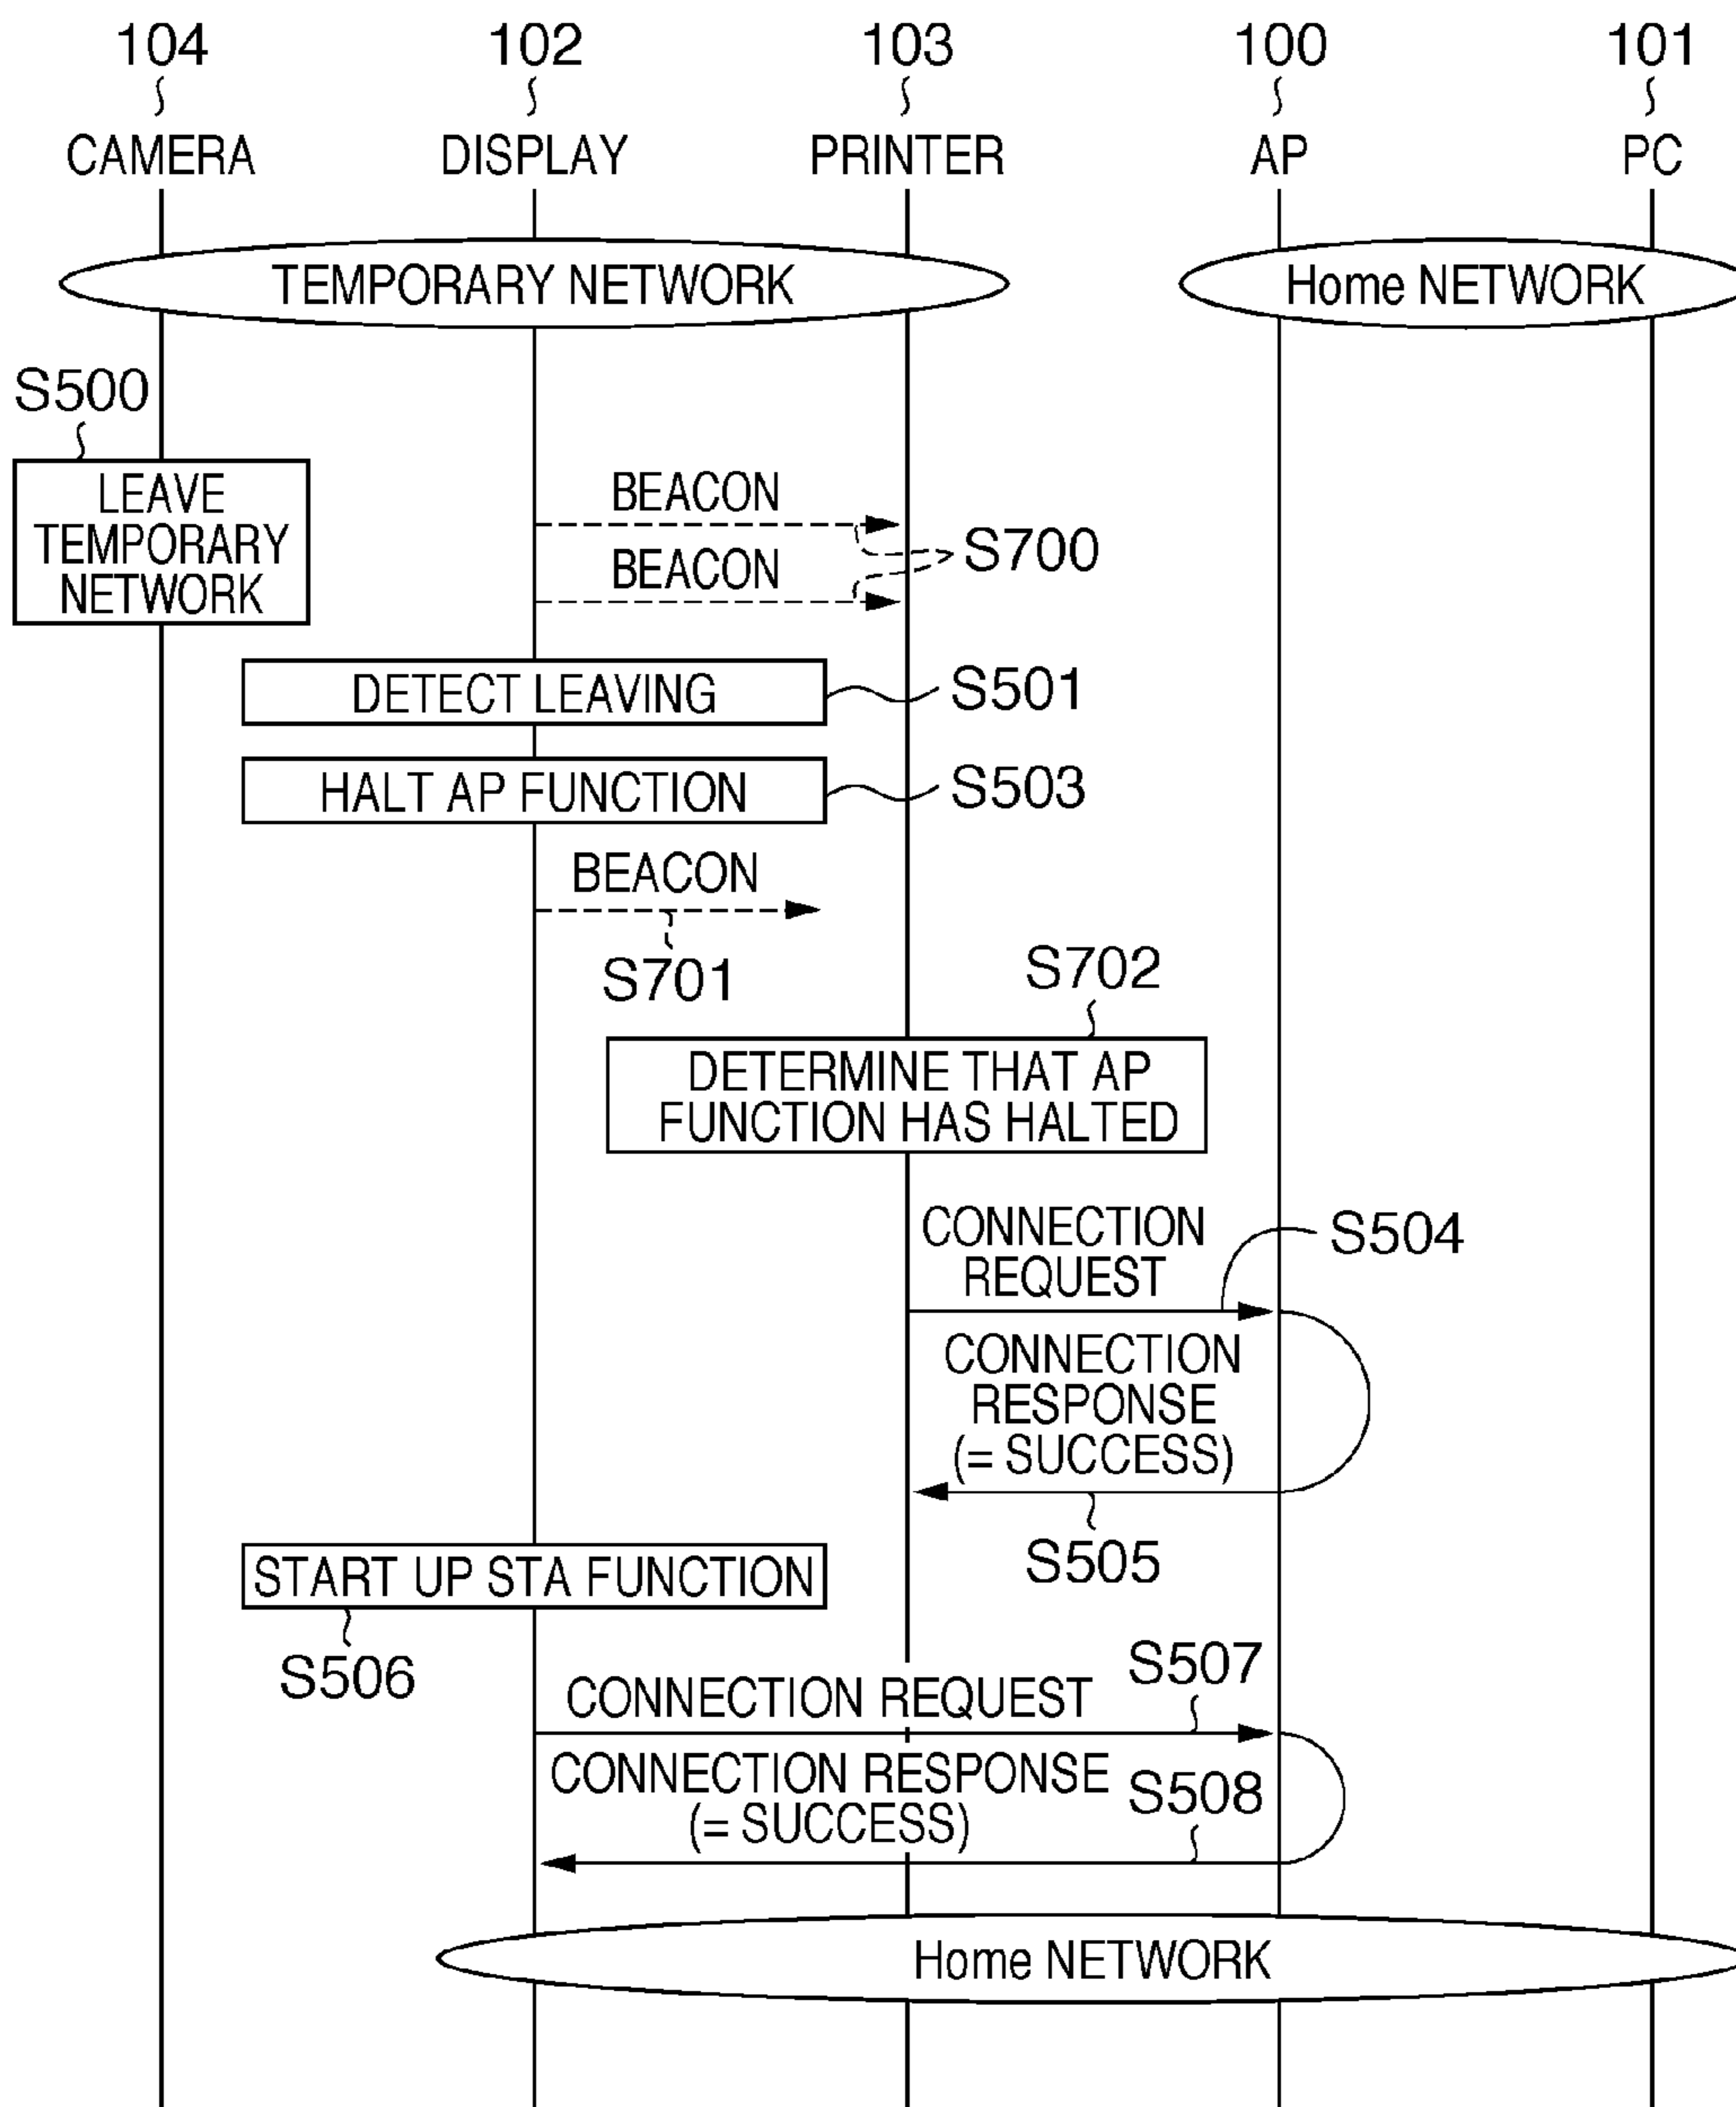 104 102 103 100 101
CAMERA DISPLAY PRINTER AP PC
TEMPORARY NETWORK Home NETWORK
S500
LEAVE
TEMPORARY
NETWORK
BEACON
S700
BEACON
DETECT LEAVING S501
HALT AP FUNCTION S503
BEACON
S701
S702
DETERMINE THAT AP
FUNCTION HAS HALTED
CONNECTION
REQUEST
S504
CONNECTION
RESPONSE
(= SUCCESS)
S505
START UP STA FUNCTION
S506
S507
CONNECTION REQUEST
CONNECTION RESPONSE
(= SUCCESS)
S508
Home NETWORK